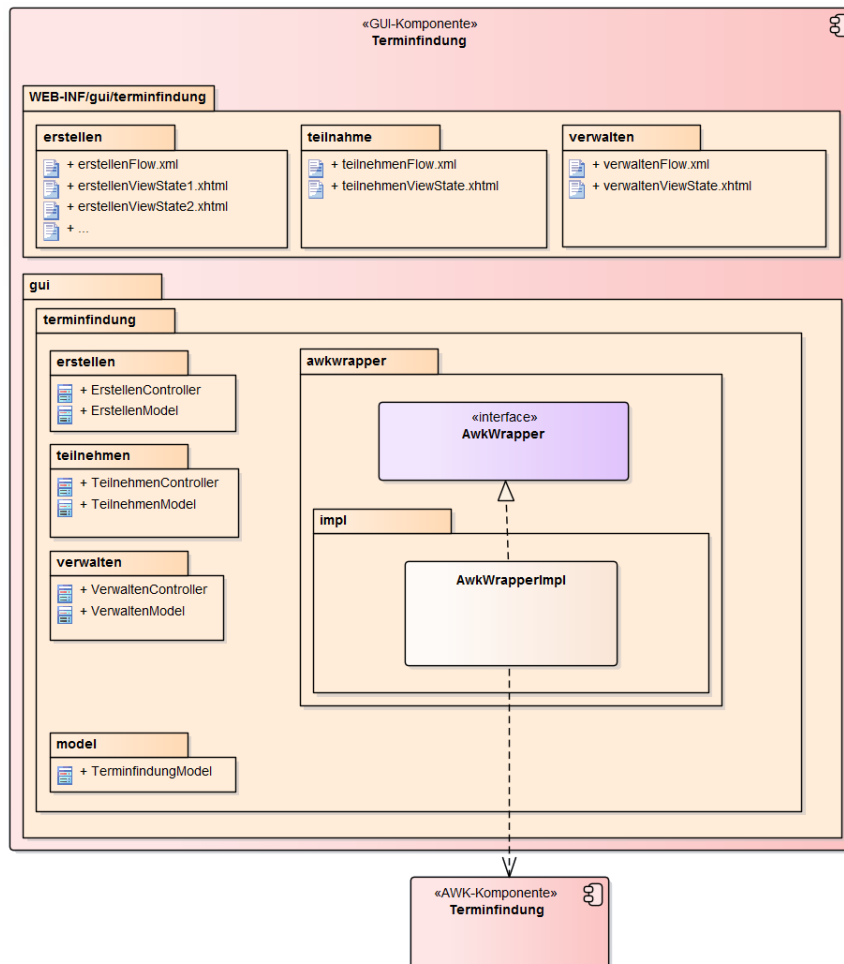 «GUI-Komponente»
Terminfindung
WEB-INF/gui/terminfindung
erstellen
+ erstellenFlow.xml
+ erstellenViewState1.xhtml
+ erstellenViewState2.xhtml
+ ...
teilnahme
+ teilnehmenFlow.xml
+ teilnehmenViewState.xhtml
verwalten
+ verwaltenFlow.xml
+ verwaltenViewState.xhtml
gui
terminfindung
erstellen
+ ErstellenController
+ ErstellenModel
teilnehmen
+ TeilnehmenController
+ TeilnehmenModel
verwalten
+ VerwaltenController
+ VerwaltenModel
model
+ TerminfindungModel
awkwrapper
«interface»
AwkWrapper
impl
AwkWrapperImpl
«AWK-Komponente»
Terminfindung